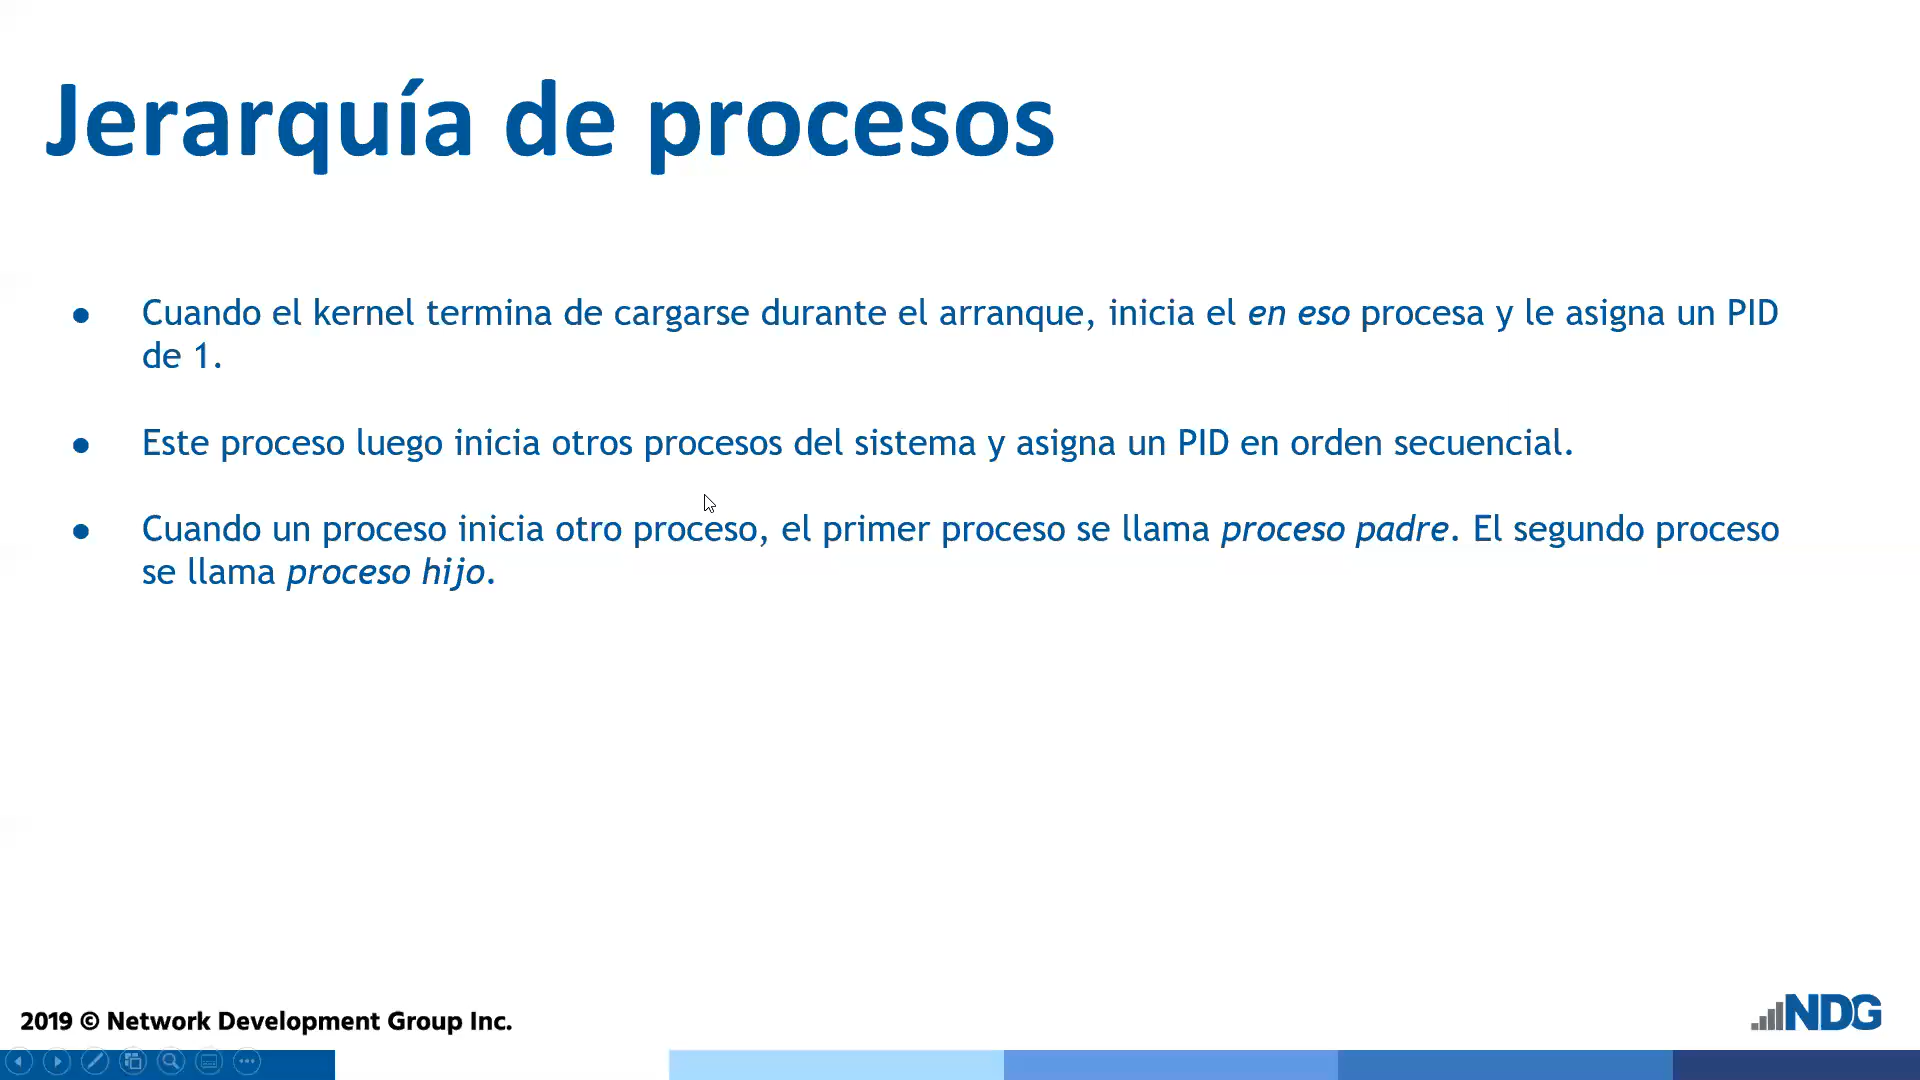 Jerarquía de procesos
● Cuando el kernel termina de cargarse durante el arranque, inicia el en eso procesa y le asigna un PID
de 1.
● Este proceso luego inicia otros procesos del sistema y asigna un PID en orden secuencial.
● Cuando un proceso inicia otro proceso, el primer proceso se llama proceso padre. El segundo proceso
se llama proceso hijo.
2019 © Network Development Group Inc.
NDG